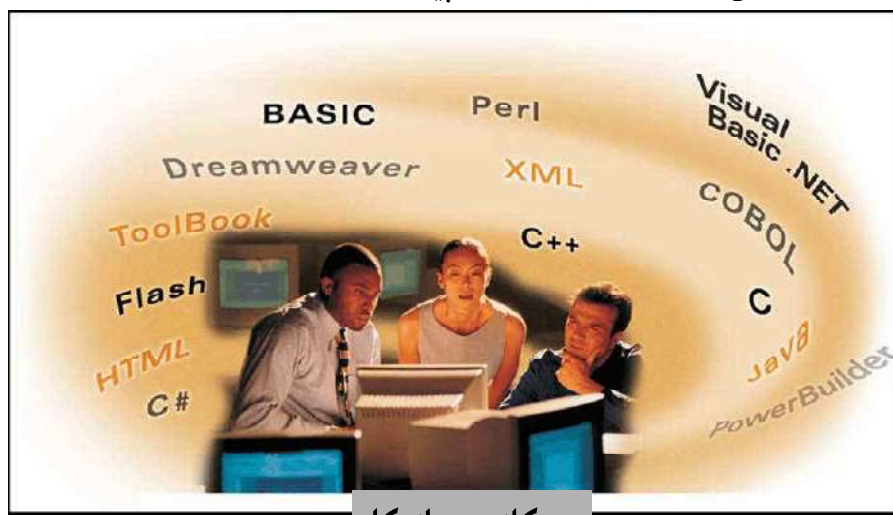 BASIC
Perl
Visual
Basic .NET
Dreamweaver
XML
COBOL
ToolBook
C++
Flash
C
HTML
Java
C#
PowerBuilder